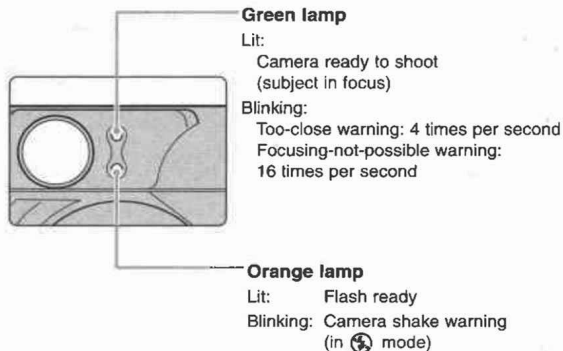 Green lamp
Lit:
Camera ready to shoot
(subject in focus)
Blinking:
Too-close warning: 4 times per second
Focusing-not-possible warning:
16 times per second
Orange lamp
Lit: Flash ready
Blinking: Camera shake warning
(in mode)